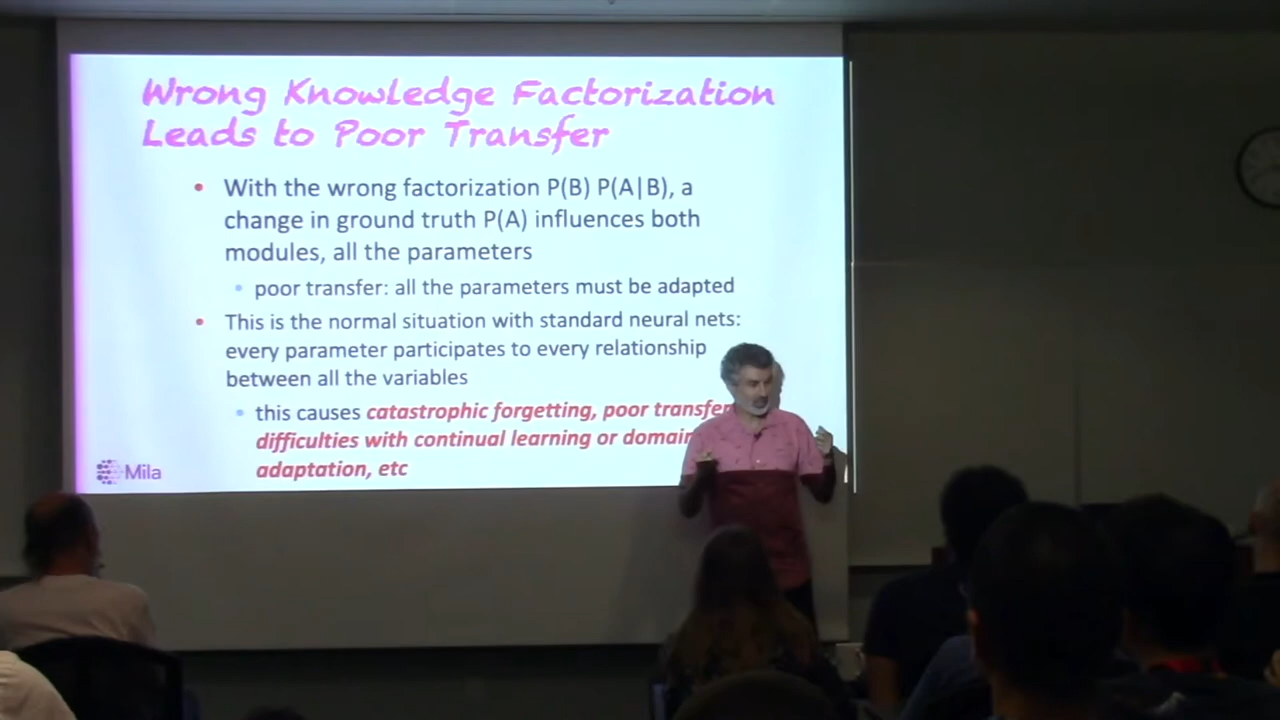 Wrong Knowledge Factorization
Leads to Poor Transfer
• With the wrong factorization P(B) P(A|B), a
change in ground truth P(A) influences both
modules, all the parameters
• poor transfer: all the parameters must be adapted
• This is the normal situation with standard neural nets:
every parameter participates to every relationship
between all the variables
• this causes catastrophic forgetting, poor transfer
difficulties with continual learning or domain
adaptation, etc
Mila